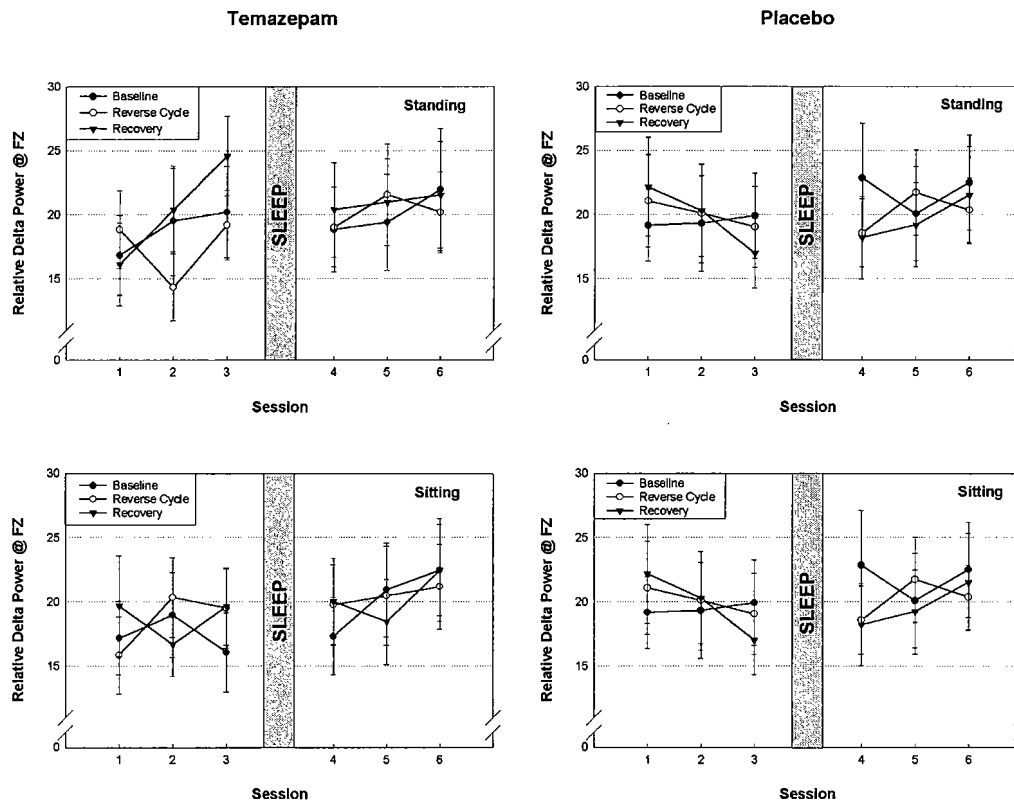 Temazepam
Placebo
30
25
20
15
0
Relative Delta Power @ FZ
Baseline
Reverse Cycle
Recovery
SLEEP
Standing
1 2 3 4 5 6
Session
30
25
20
15
0
Relative Delta Power @ FZ
Baseline
Reverse Cycle
Recovery
SLEEP
Standing
1 2 3 4 5 6
Session
30
25
20
15
0
Relative Delta Power @ FZ
Baseline
Reverse Cycle
Recovery
SLEEP
Sitting
1 2 3 4 5 6
Session
30
25
20
15
0
Relative Delta Power @ FZ
Baseline
Reverse Cycle
Recovery
SLEEP
Sitting
1 2 3 4 5 6
Session